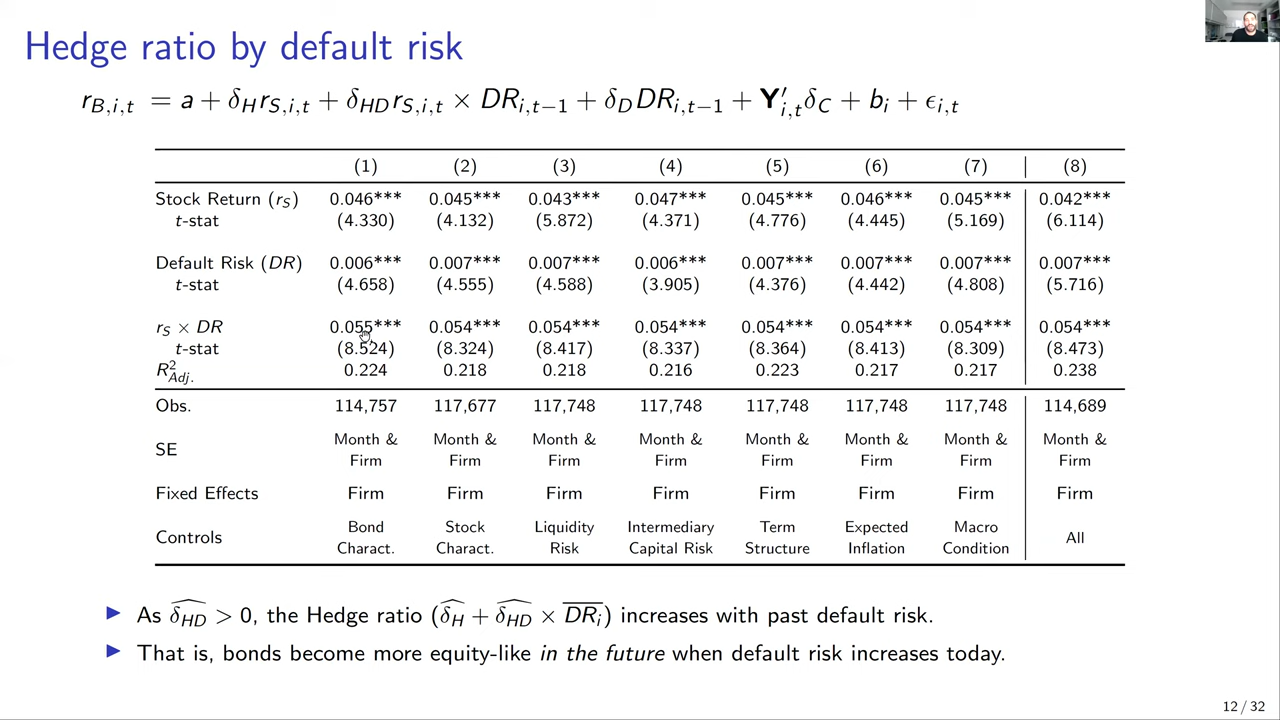 Hedge ratio by default risk
r_{B,i,t} = a + δ_H r_{S,i,t} + δ_{HD} r_{S,i,t} × DR_{i,t−1} + δ_D DR_{i,t−1} + Y′_{i,t} δ_C + b_i + ϵ_{i,t}
(1) (2) (3) (4) (5) (6) (7) (8)
Stock Return (r_S) 0.046*** 0.045*** 0.043*** 0.047*** 0.045*** 0.046*** 0.045*** 0.042***
t-stat (4.330) (4.132) (5.872) (4.371) (4.776) (4.445) (5.169) (6.114)
Default Risk (DR) 0.006*** 0.007*** 0.007*** 0.006*** 0.007*** 0.007*** 0.007*** 0.007***
t-stat (4.658) (4.555) (4.588) (3.905) (4.376) (4.442) (4.808) (5.716)
r_S × DR 0.055*** 0.054*** 0.054*** 0.054*** 0.054*** 0.054*** 0.054*** 0.054***
t-stat (8.524) (8.324) (8.417) (8.337) (8.364) (8.413) (8.309) (8.473)
R²_{Adj.} 0.224 0.218 0.218 0.216 0.223 0.217 0.217 0.238
Obs. 114,757 117,677 117,748 117,748 117,748 117,748 117,748 114,689
SE Month & Firm Month & Firm Month & Firm Month & Firm Month & Firm Month & Firm Month & Firm Month & Firm
Fixed Effects Firm Firm Firm Firm Firm Firm Firm Firm
Controls Bond Charact. Stock Charact. Liquidity Risk Intermediary Capital Risk Term Structure Expected Inflation Macro Condition All
▶ As \widehat{δ_{HD}} > 0, the Hedge ratio (\widehat{δ_H} + \widehat{δ_{HD}} × \overline{DR_i}) increases with past default risk.
▶ That is, bonds become more equity-like in the future when default risk increases today.
12 / 32